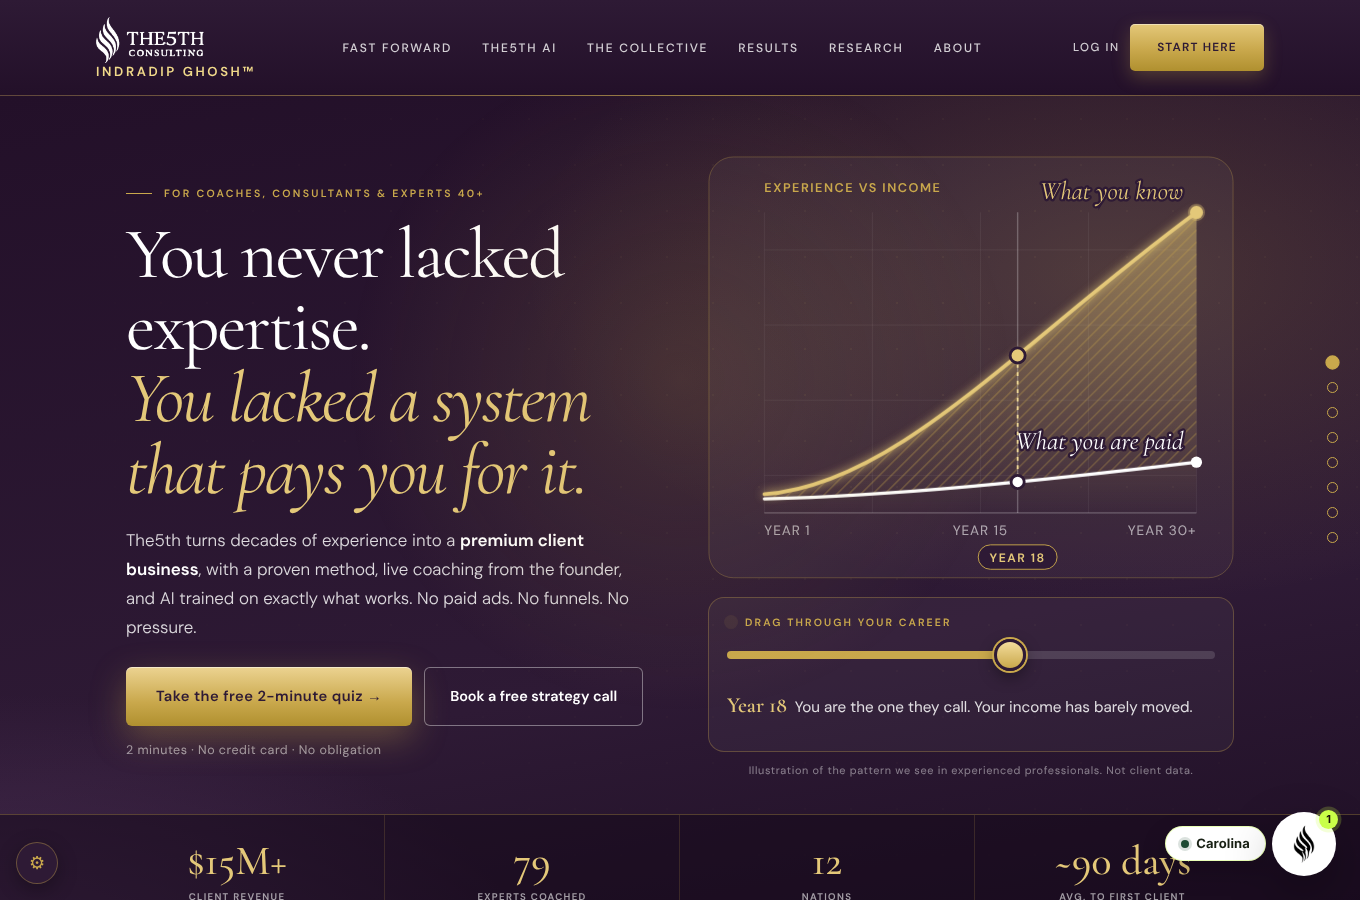 THE5TH
CONSULTING
INDRADIP GHOSH™
FAST FORWARD
THE5TH AI
THE COLLECTIVE
RESULTS
RESEARCH
ABOUT
LOG IN
START HERE
FOR COACHES, CONSULTANTS & EXPERTS 40+
You never lacked
expertise.
You lacked a system
that pays you for it.
The5th turns decades of experience into a premium client
business, with a proven method, live coaching from the founder,
and AI trained on exactly what works. No paid ads. No funnels. No
pressure.
Take the free 2-minute quiz →
Book a free strategy call
2 minutes · No credit card · No obligation
EXPERIENCE VS INCOME
What you know
What you are paid
YEAR 1
YEAR 15
YEAR 30+
YEAR 18
DRAG THROUGH YOUR CAREER
Year 18 You are the one they call. Your income has barely moved.
Illustration of the pattern we see in experienced professionals. Not client data.
$15M+
CLIENT REVENUE
79
EXPERTS COACHED
12
NATIONS
~90 days
AVG. TO FIRST CLIENT
Carolina
1